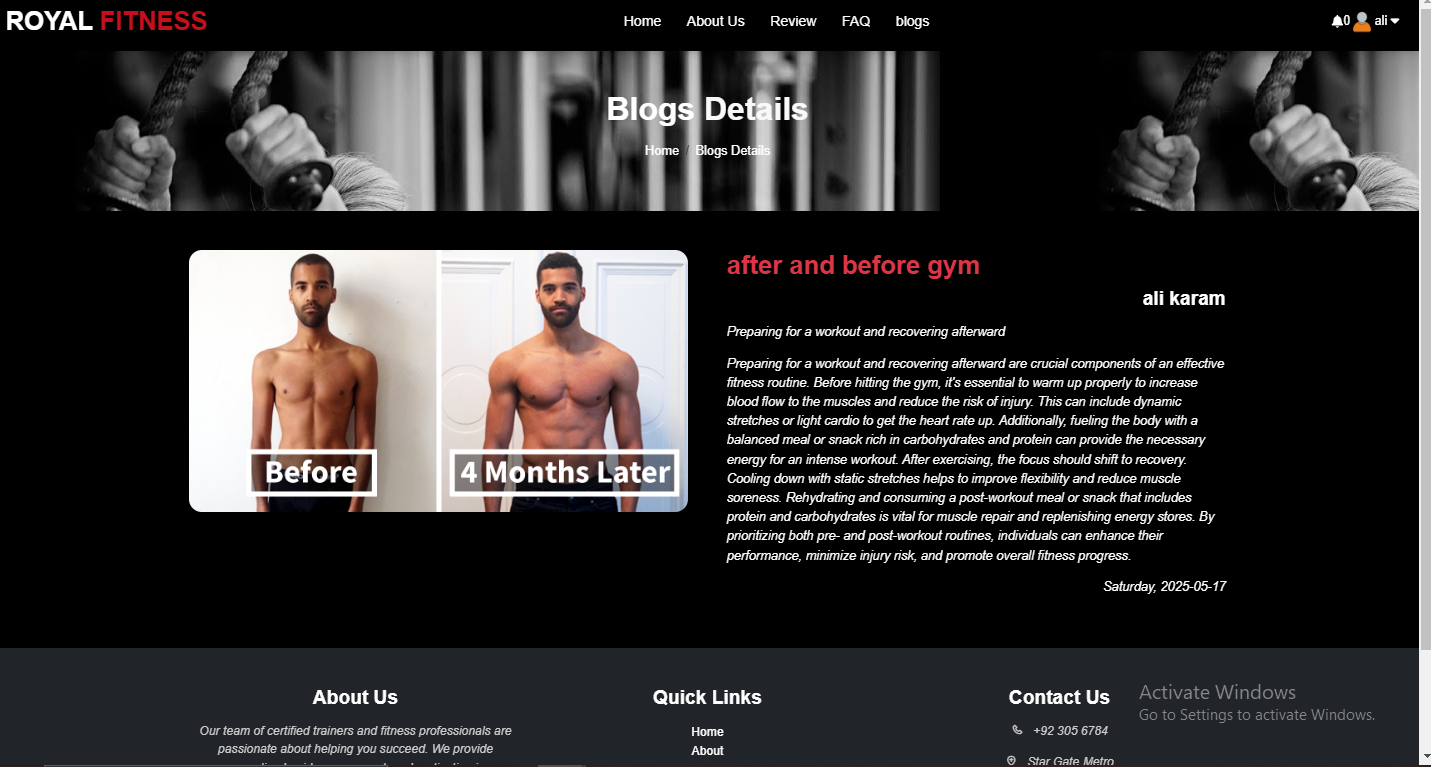 ROYAL FITNESS
Home About Us Review FAQ blogs
0 ali
Blogs Details
Home / Blogs Details
Before
4 Months Later
after and before gym
ali karam
Preparing for a workout and recovering afterward
Preparing for a workout and recovering afterward are crucial components of an effective
fitness routine. Before hitting the gym, it's essential to warm up properly to increase
blood flow to the muscles and reduce the risk of injury. This can include dynamic
stretches or light cardio to get the heart rate up. Additionally, fueling the body with a
balanced meal or snack rich in carbohydrates and protein can provide the necessary
energy for an intense workout. After exercising, the focus should shift to recovery.
Cooling down with static stretches helps to improve flexibility and reduce muscle
soreness. Rehydrating and consuming a post-workout meal or snack that includes
protein and carbohydrates is vital for muscle repair and replenishing energy stores. By
prioritizing both pre- and post-workout routines, individuals can enhance their
performance, minimize injury risk, and promote overall fitness progress.
Saturday, 2025-05-17
About Us
Our team of certified trainers and fitness professionals are
passionate about helping you succeed. We provide
Quick Links
Home
About
Contact Us
+92 305 6784
Star Gate Metro
Activate Windows
Go to Settings to activate Windows.